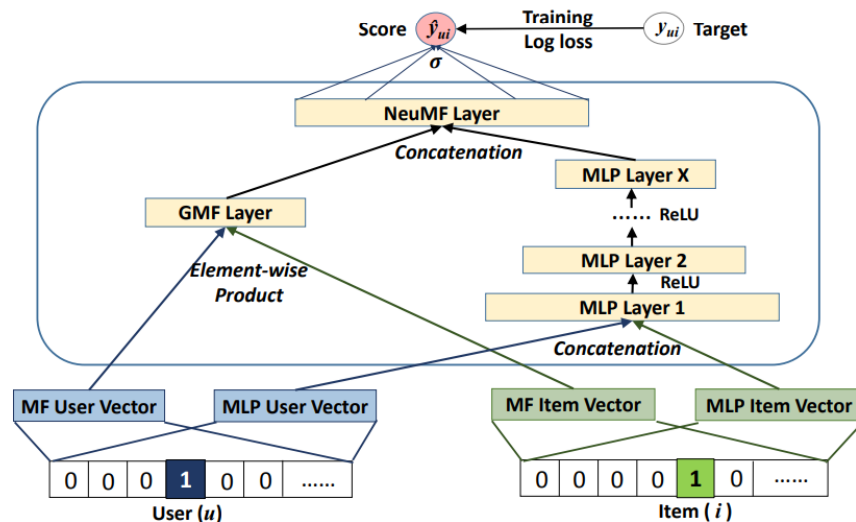 Score ŷui Training yui Target
Log loss
σ
NeuMF Layer
Concatenation
MLP Layer X
GMF Layer
...... ReLU
Element-wise
Product
MLP Layer 2
ReLU
MLP Layer 1
Concatenation
MF User Vector MLP User Vector MF Item Vector MLP Item Vector
0 0 0 1 0 0 ...... 0 0 0 0 1 0 ......
User (u) Item ( i )